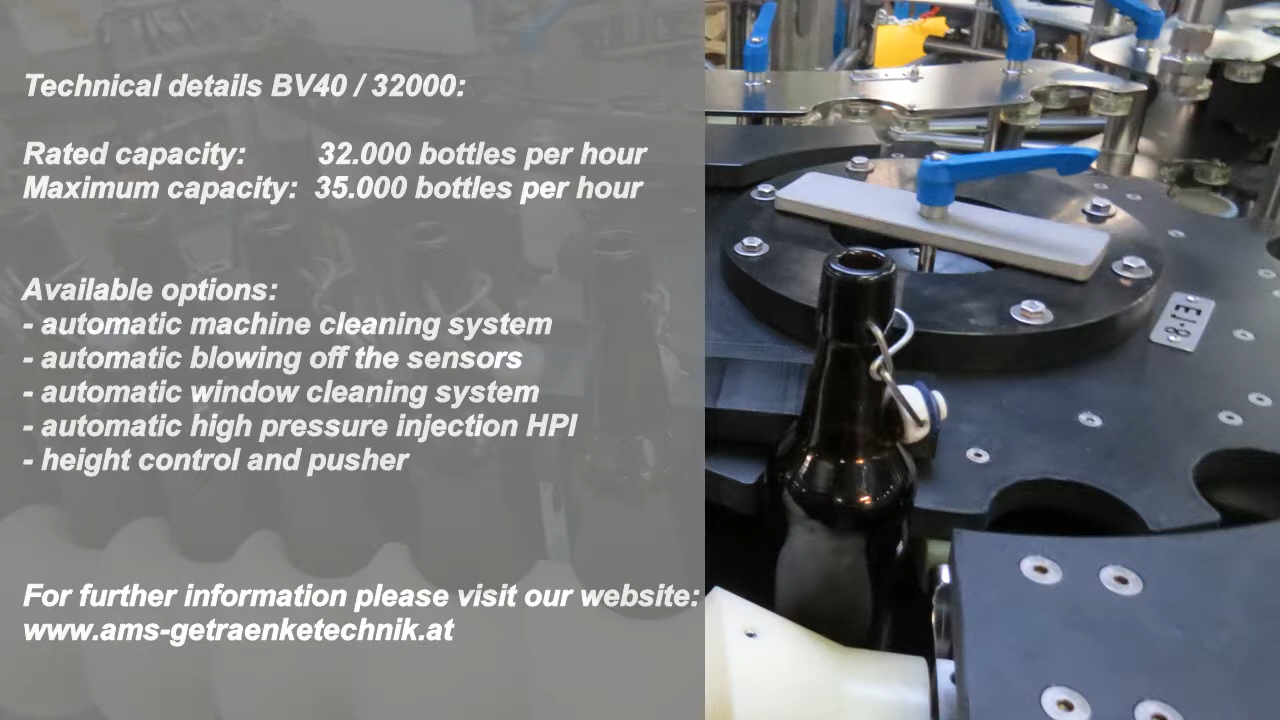 Technical details BV40 / 32000:
Rated capacity: 32.000 bottles per hour
Maximum capacity: 35.000 bottles per hour
Available options:
- automatic machine cleaning system
- automatic blowing off the sensors
- automatic window cleaning system
- automatic high pressure injection HPI
- height control and pusher
For further information please visit our website:
www.ams-getraenketechnik.at